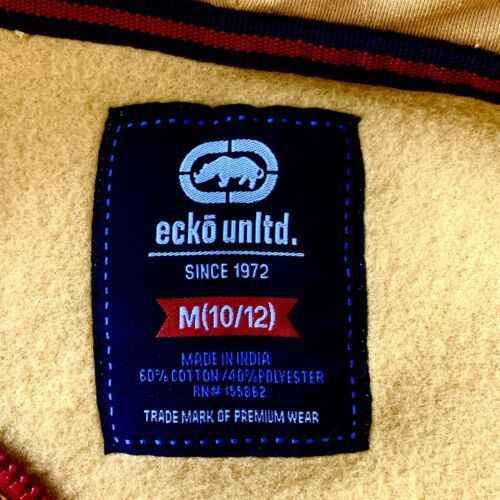 eckō unltd.
SINCE 1972
M(10/12)
MADE IN INDIA
60% COTTON/40% POLYESTER
RN# 155862
TRADE MARK OF PREMIUM WEAR